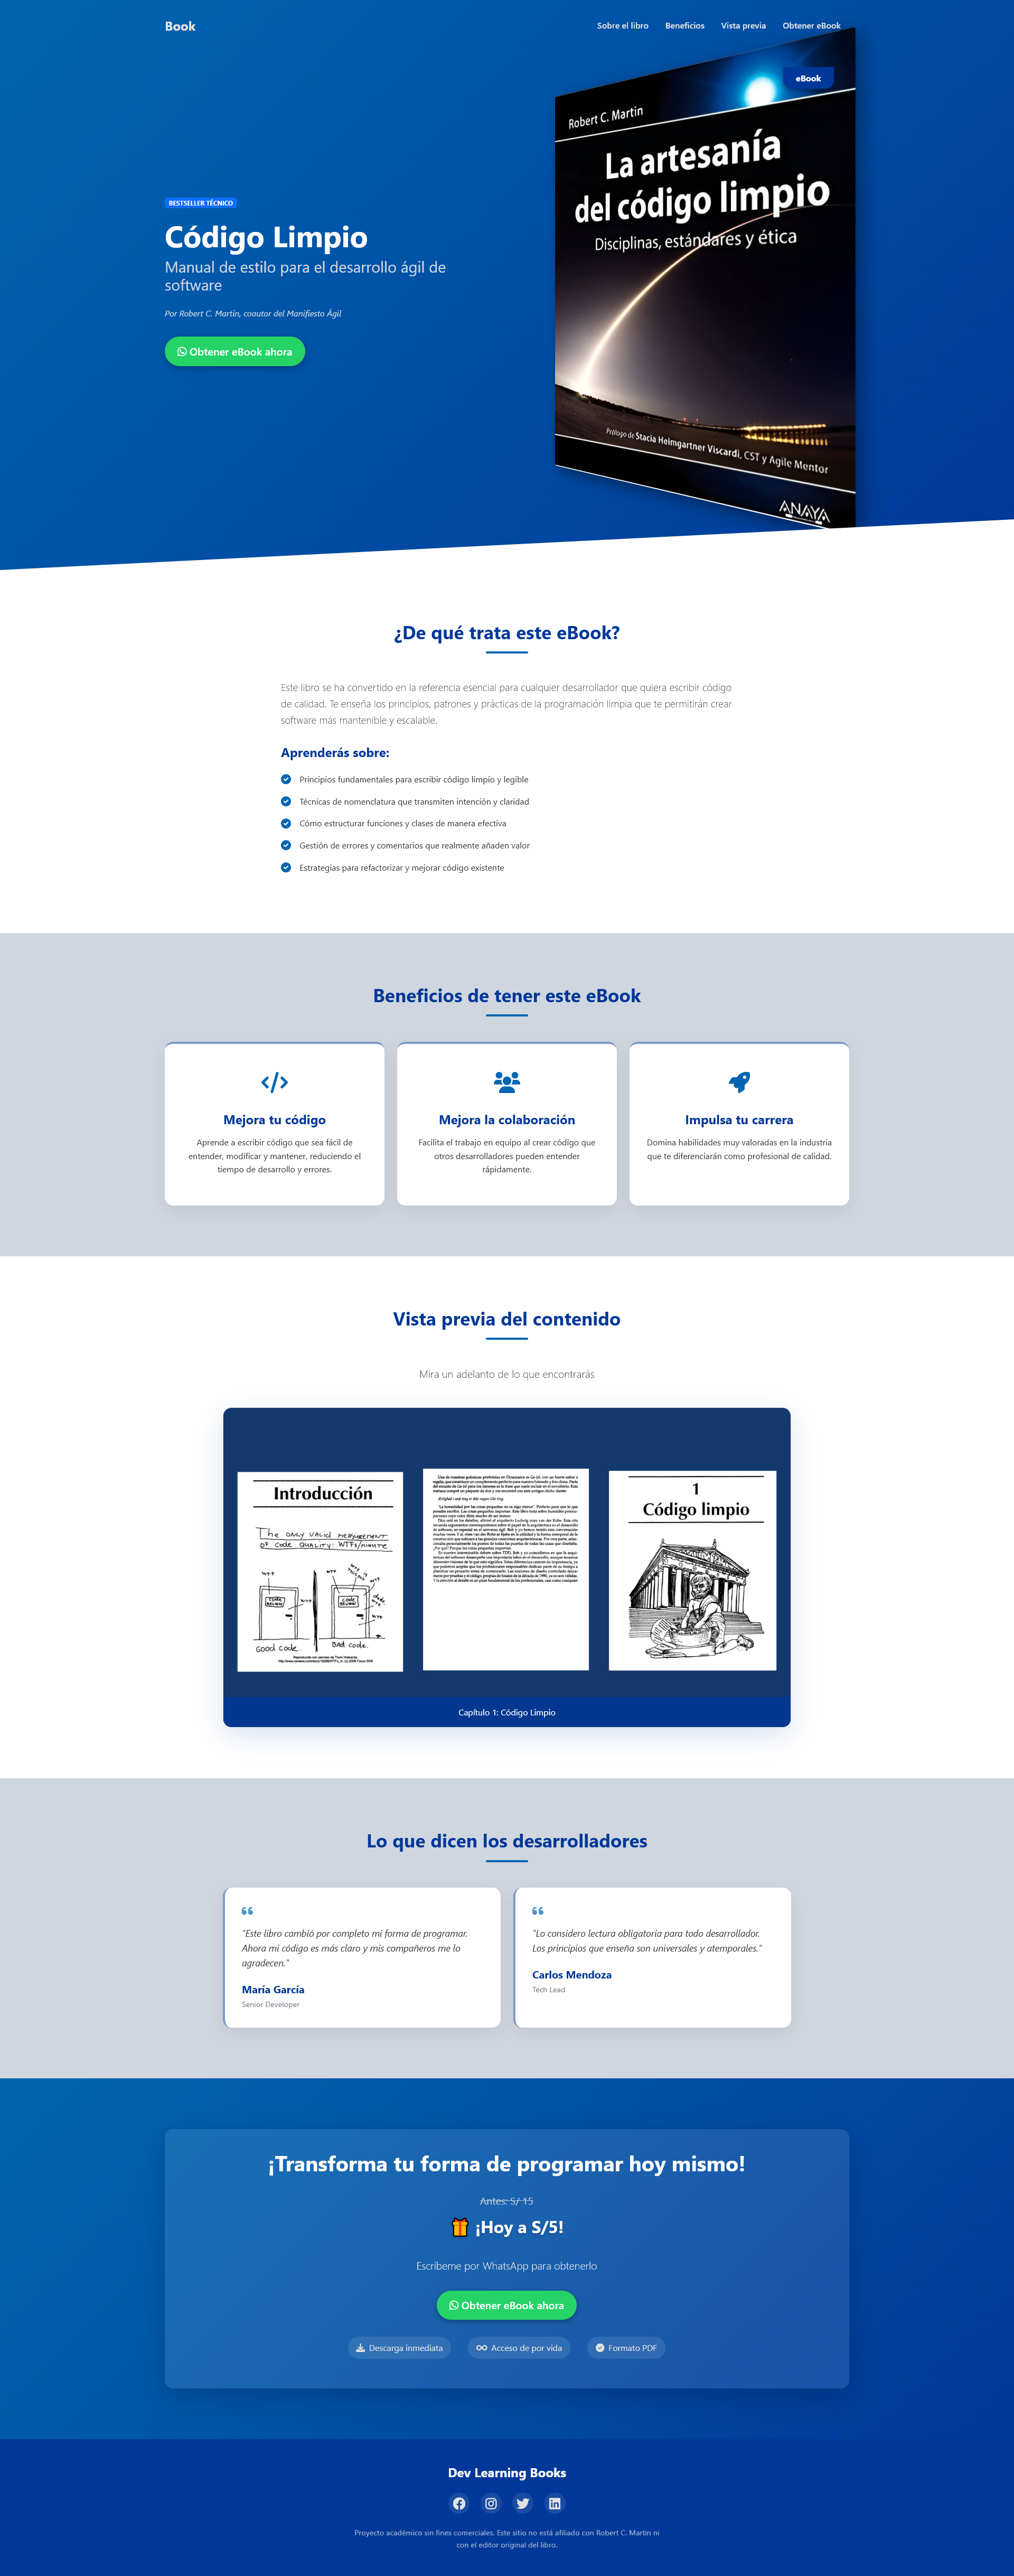 Book
Sobre el libro
Beneficios
Vista previa
Obtener eBook
eBook
Robert C. Martin
La artesanía
del código limpio
Disciplinas, estándares y ética
Prólogo de Stacia Heimgartner Viscardi, CST y Agile Mentor
ANAYA
BESTSELLER TÉCNICO
Código Limpio
Manual de estilo para el desarrollo ágil de
software
Por Robert C. Martin, coautor del Manifiesto Ágil
Obtener eBook ahora
¿De qué trata este eBook?
Este libro se ha convertido en la referencia esencial para cualquier desarrollador que quiera escribir código
de calidad. Te enseña los principios, patrones y prácticas de la programación limpia que te permitirán crear
software más mantenible y escalable.
Aprenderás sobre:
Principios fundamentales para escribir código limpio y legible
Técnicas de nomenclatura que transmiten intención y claridad
Cómo estructurar funciones y clases de manera efectiva
Gestión de errores y comentarios que realmente añaden valor
Estrategias para refactorizar y mejorar código existente
Beneficios de tener este eBook
Mejora tu código
Aprende a escribir código que sea fácil de
entender, modificar y mantener, reduciendo el
tiempo de desarrollo y errores.
Mejora la colaboración
Facilita el trabajo en equipo al crear código que
otros desarrolladores pueden entender
rápidamente.
Impulsa tu carrera
Domina habilidades muy valoradas en la industria
que te diferenciarán como profesional de calidad.
Vista previa del contenido
Mira un adelanto de lo que encontrarás
Introducción
The ONLY VALID MEASUREMENT
OF CODE QUALITY: WTFs/MINUTE
WTF
WTF
CODE
REVIEW
CODE
REVIEW
WTF
WTF
GOOD code.
BAD code.
1
Código limpio
Capítulo 1: Código Limpio
Lo que dicen los desarrolladores
"Este libro cambió por completo mi forma de programar.
Ahora mi código es más claro y mis compañeros me lo
agradecen."
María García
Senior Developer
"Lo considero lectura obligatoria para todo desarrollador.
Los principios que enseña son universales y atemporales."
Carlos Mendoza
Tech Lead
¡Transforma tu forma de programar hoy mismo!
Antes: S/ 15
¡Hoy a S/5!
Escríbeme por WhatsApp para obtenerlo
Obtener eBook ahora
Descarga inmediata
Acceso de por vida
Formato PDF
Dev Learning Books
Proyecto académico sin fines comerciales. Este sitio no está afiliado con Robert C. Martin ni
con el editor original del libro.